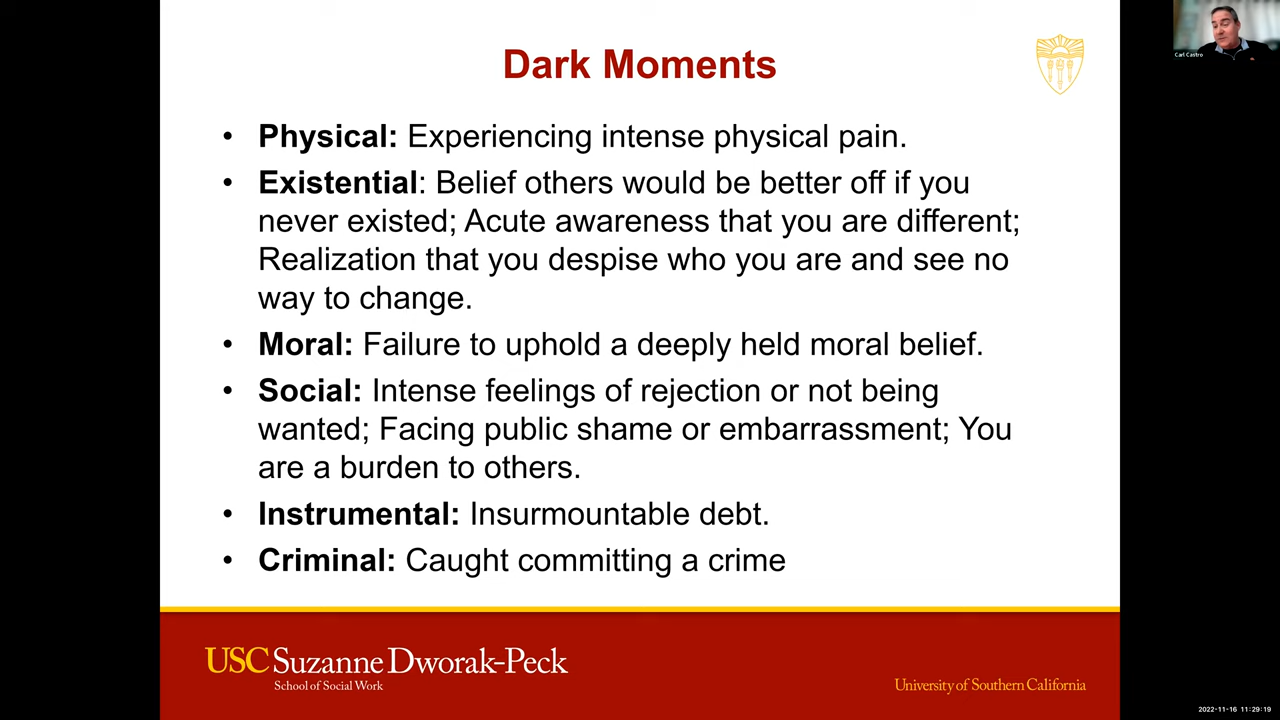 Dark Moments
Carl Castro
• Physical: Experiencing intense physical pain.
• Existential: Belief others would be better off if you
never existed; Acute awareness that you are different;
Realization that you despise who you are and see no
way to change.
• Moral: Failure to uphold a deeply held moral belief.
• Social: Intense feelings of rejection or not being
wanted; Facing public shame or embarrassment; You
are a burden to others.
• Instrumental: Insurmountable debt.
• Criminal: Caught committing a crime
USC Suzanne Dworak-Peck
School of Social Work
University of Southern California
2022-11-16 11:29:19